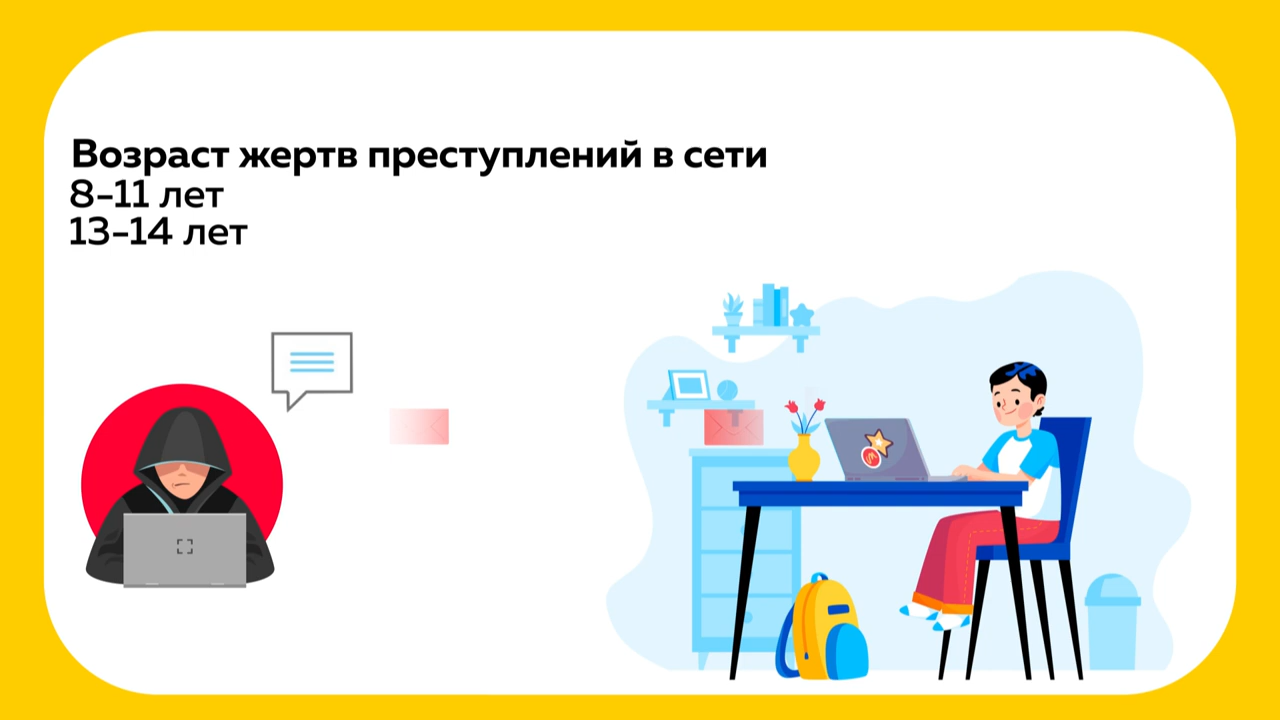 Возраст жертв преступлений в сети
8-11 лет
13-14 лет